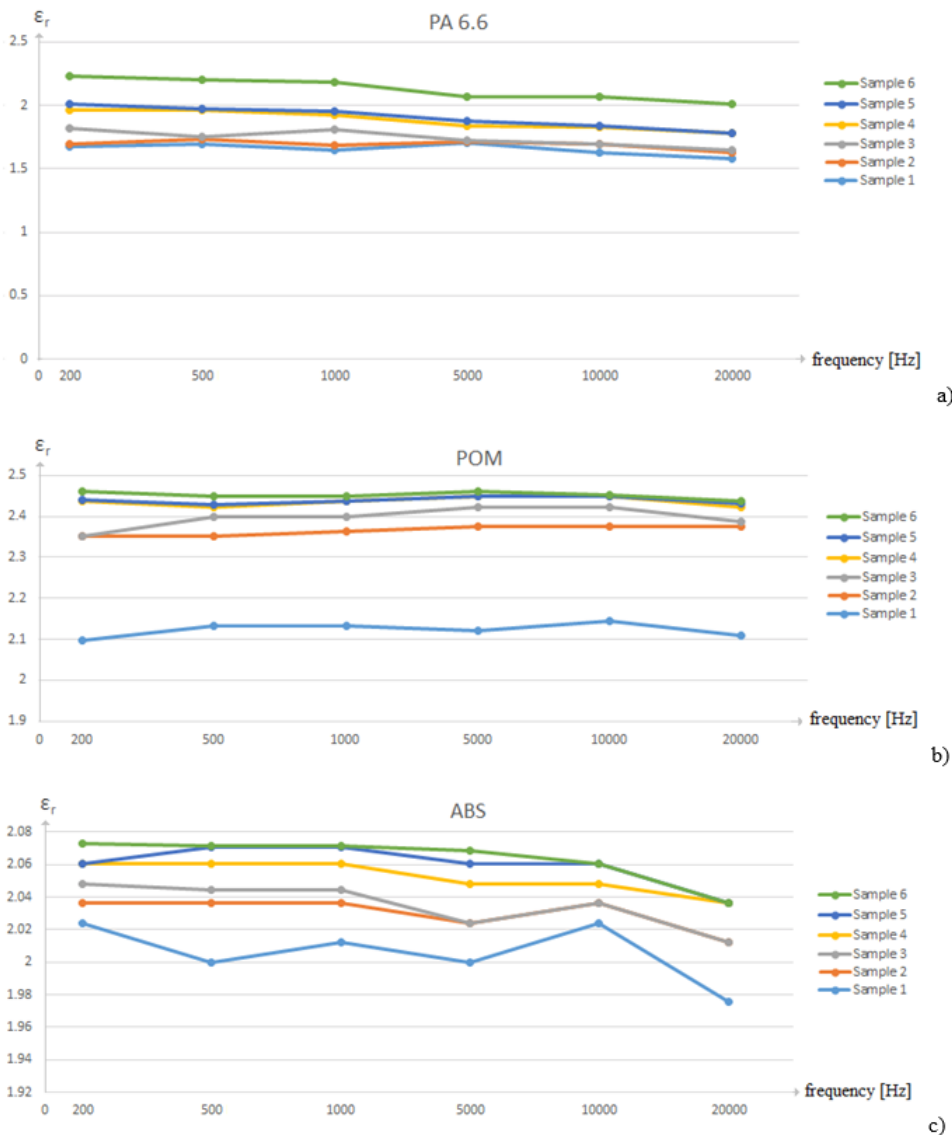 εr
PA 6.6
2.5
2
1.5
1
0.5
0
0 200 500 1000 5000 10000 20000
frequency [Hz]
Sample 6
Sample 5
Sample 4
Sample 3
Sample 2
Sample 1
a)
εr
POM
2.5
2.4
2.3
2.2
2.1
2
1.9
0 200 500 1000 5000 10000 20000
frequency [Hz]
Sample 6
Sample 5
Sample 4
Sample 3
Sample 2
Sample 1
b)
εr
ABS
2.08
2.06
2.04
2.02
2
1.98
1.96
1.94
1.92
0 200 500 1000 5000 10000 20000
frequency [Hz]
Sample 6
Sample 5
Sample 4
Sample 3
Sample 2
Sample 1
c)